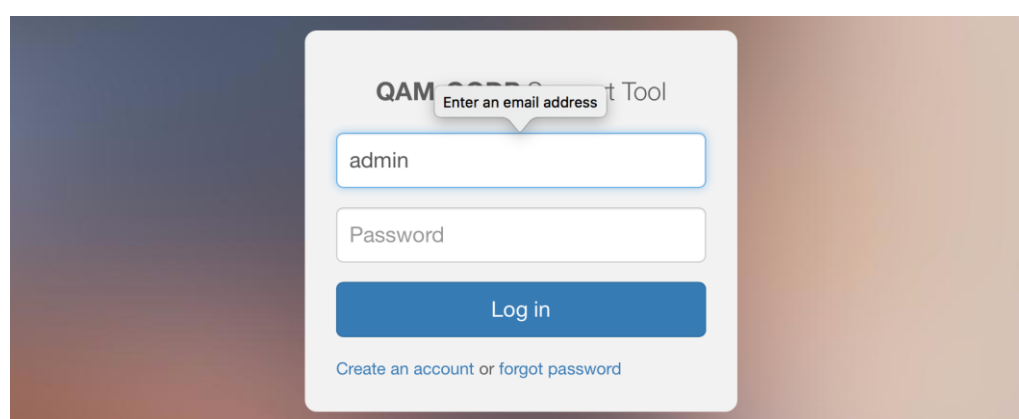 QAM Tool
Enter an email address
admin
Password
Log in
Create an account or forgot password